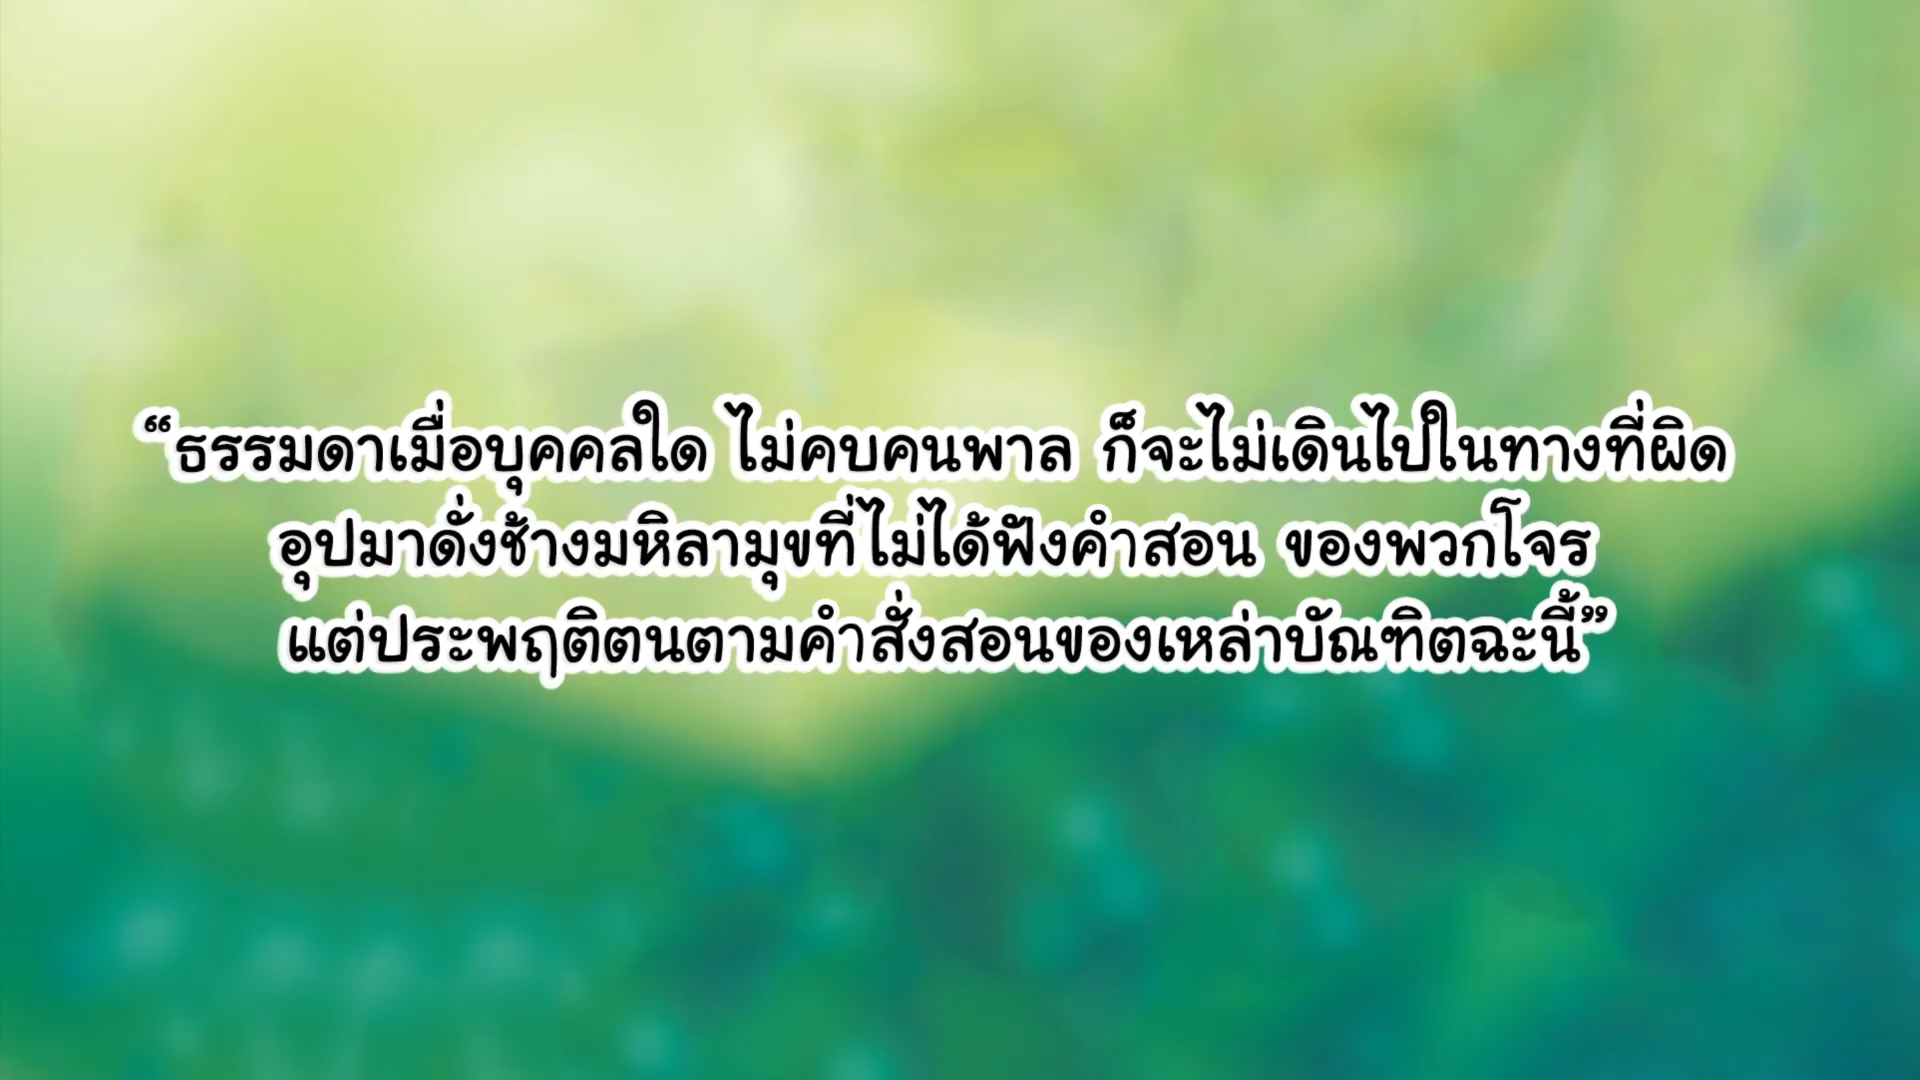 “ธรรมดาเมื่อบุคคลใด ไม่คบคนพาล ก็จะไม่เดินไปในทางที่ผิด
อุปมาดั่งช้างมหิลามุขที่ไม่ได้ฟังคำสอน ของพวกโจร
แต่ประพฤติตนตามคำสั่งสอนของเหล่าบัณฑิตฉะนี้”